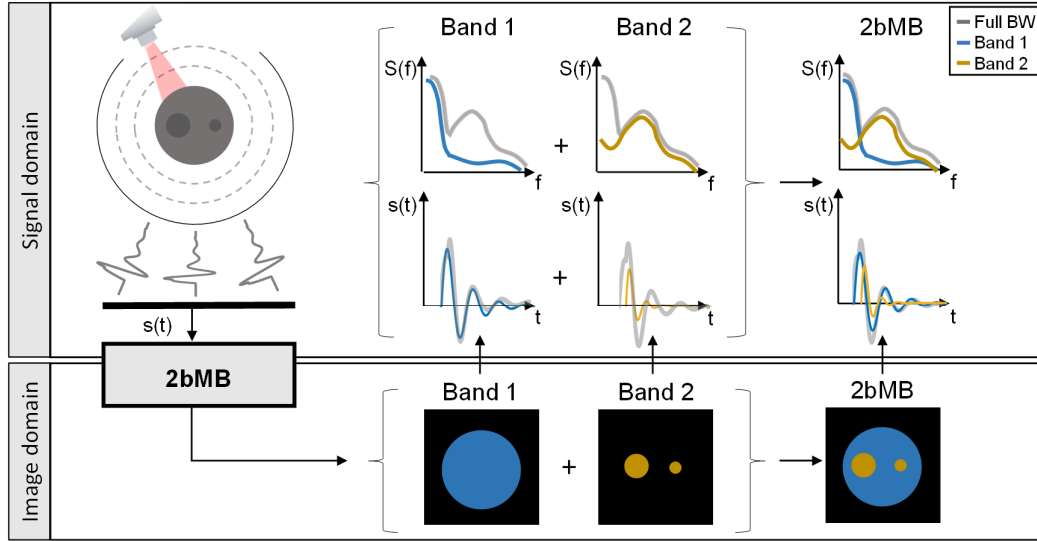 Signal domain
Band 1
Band 2
2bMB
Full BW
Band 1
Band 2
S(f)
f
+
S(f)
f
S(f)
f
s(t)
t
+
s(t)
t
s(t)
t
s(t)
2bMB
Image domain
Band 1
Band 2
2bMB
+